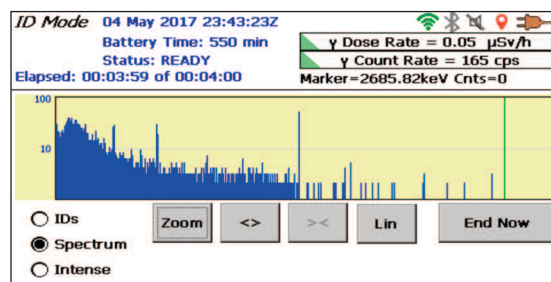 ID Mode 04 May 2017 23:43:23Z
Battery Time: 550 min
γ Dose Rate = 0.05 µSv/h
Status: READY
γ Count Rate = 165 cps
Elapsed: 00:03:59 of 00:04:00
Marker=2685.82keV Cnts=0
100
10
IDs
Spectrum
Intense
Zoom
<>
><
Lin
End Now